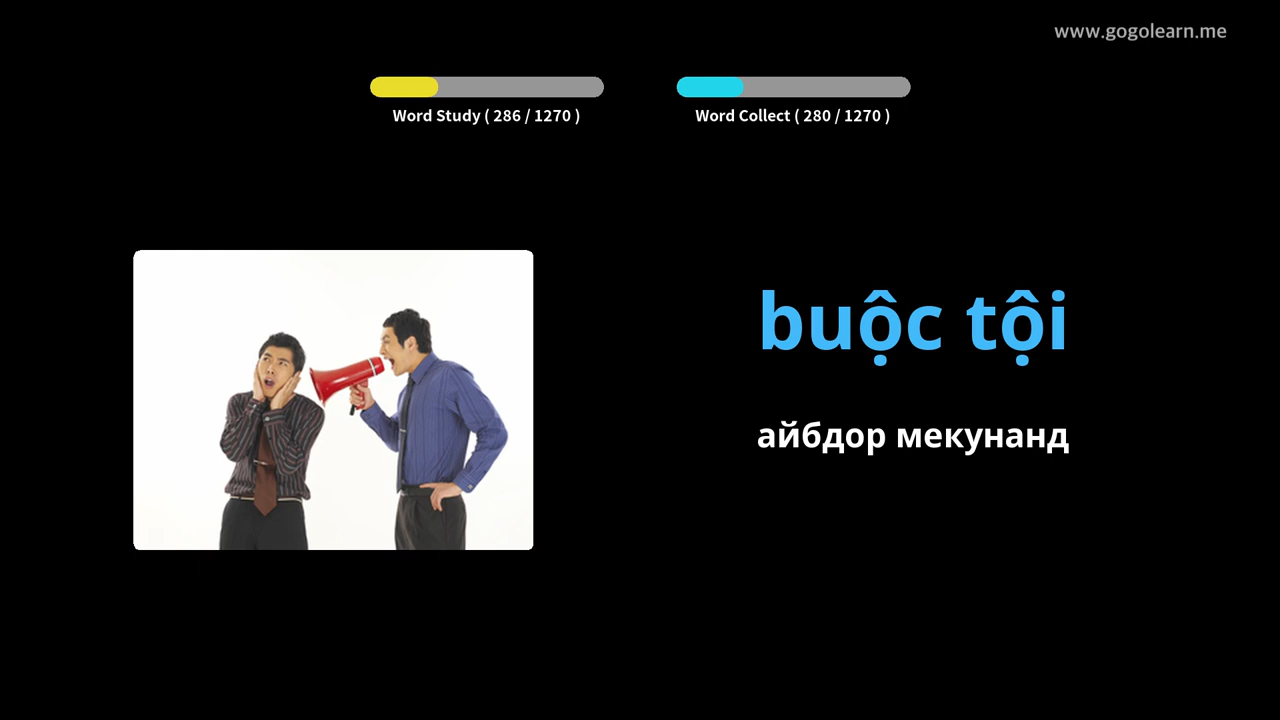 www.gogolearn.me
Word Study ( 286 / 1270 )
Word Collect ( 280 / 1270 )
buộc tội
айбдор мекунанд